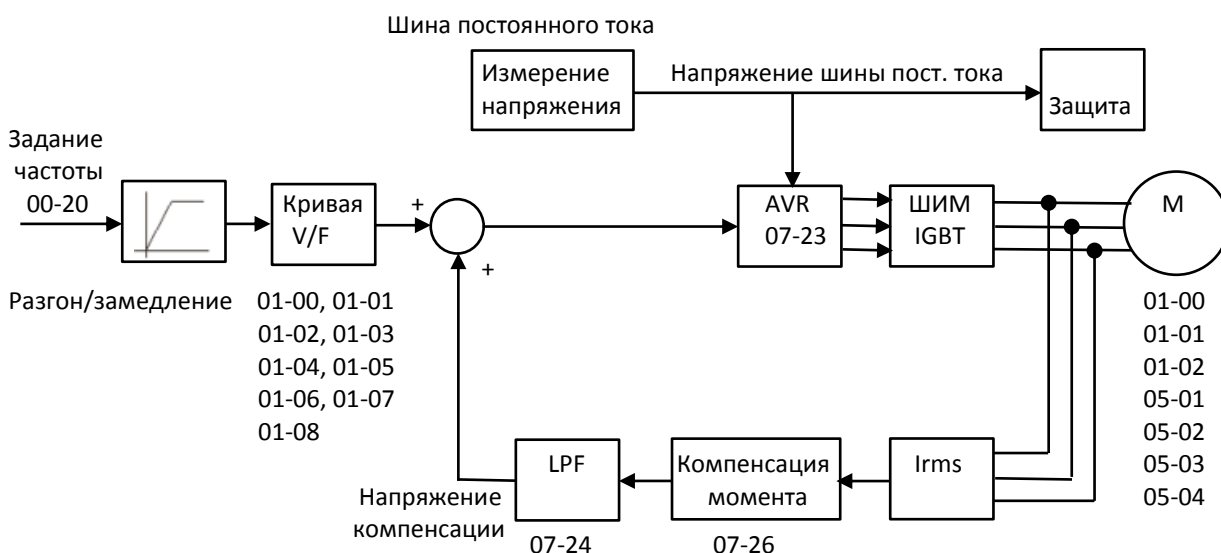 Шина постоянного тока
Измерение
напряжения
Напряжение шины пост. тока
Защита
Задание
частоты
00-20
Кривая
V/F
+
+
AVR
07-23
ШИМ
IGBT
M
Разгон/замедление
01-00, 01-01
01-02, 01-03
01-04, 01-05
01-06, 01-07
01-08
01-00
01-01
01-02
05-01
05-02
05-03
05-04
LPF
Компенсация
момента
Irms
Напряжение
компенсации
07-24
07-26